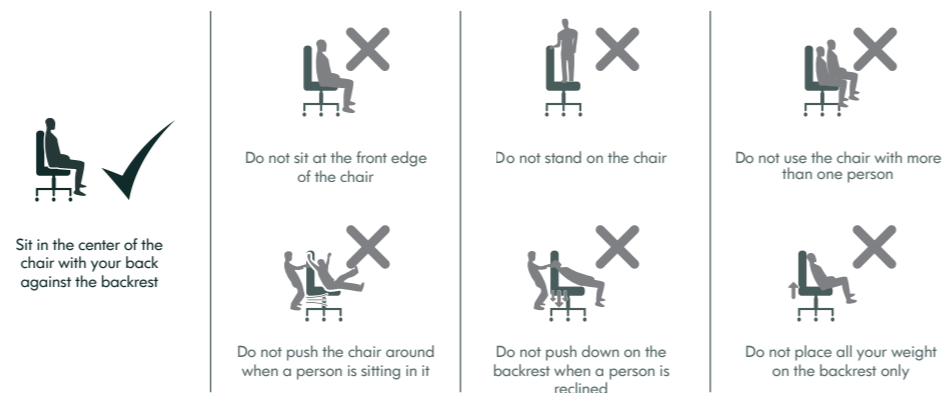 Sit in the center of the
chair with your back
against the backrest
Do not sit at the front edge
of the chair
Do not stand on the chair
Do not use the chair with more
than one person
Do not push the chair around
when a person is sitting in it
Do not push down on the
backrest when a person is
reclined
Do not place all your weight
on the backrest only